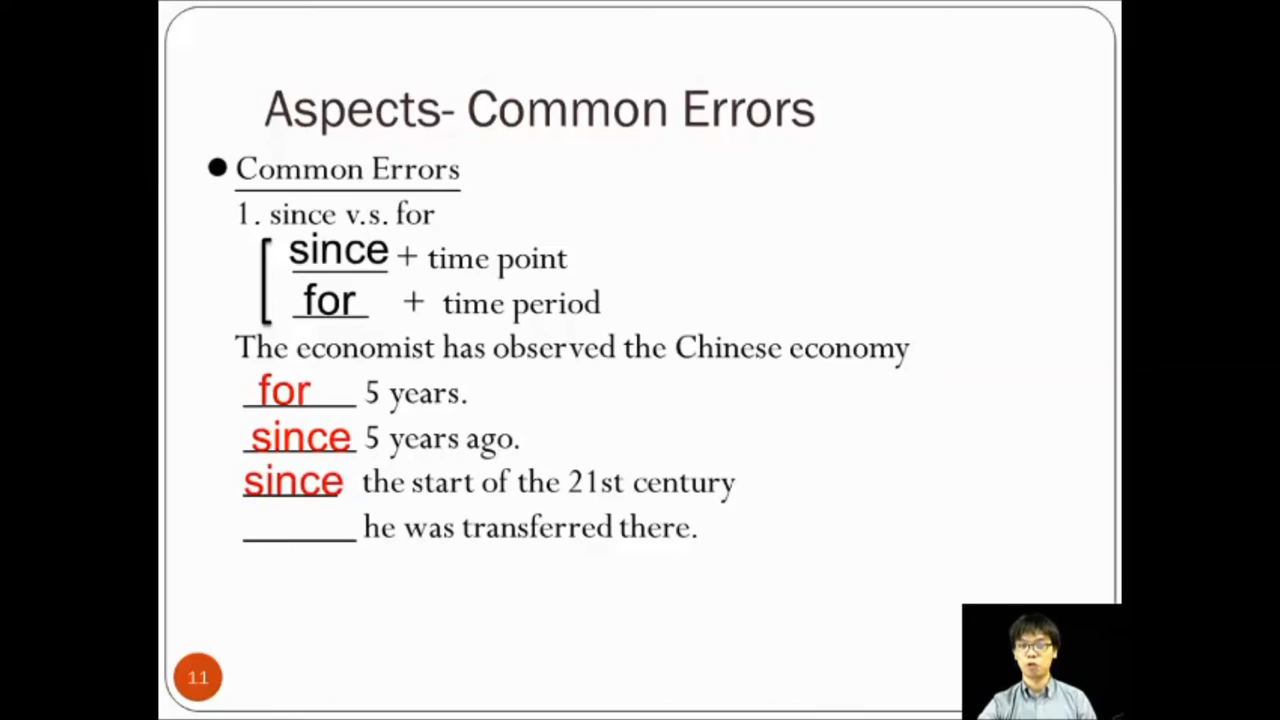 Aspects- Common Errors
● Common Errors
1. since v.s. for
since + time point
for + time period
The economist has observed the Chinese economy
for 5 years.
since 5 years ago.
since the start of the 21st century
______ he was transferred there.
11